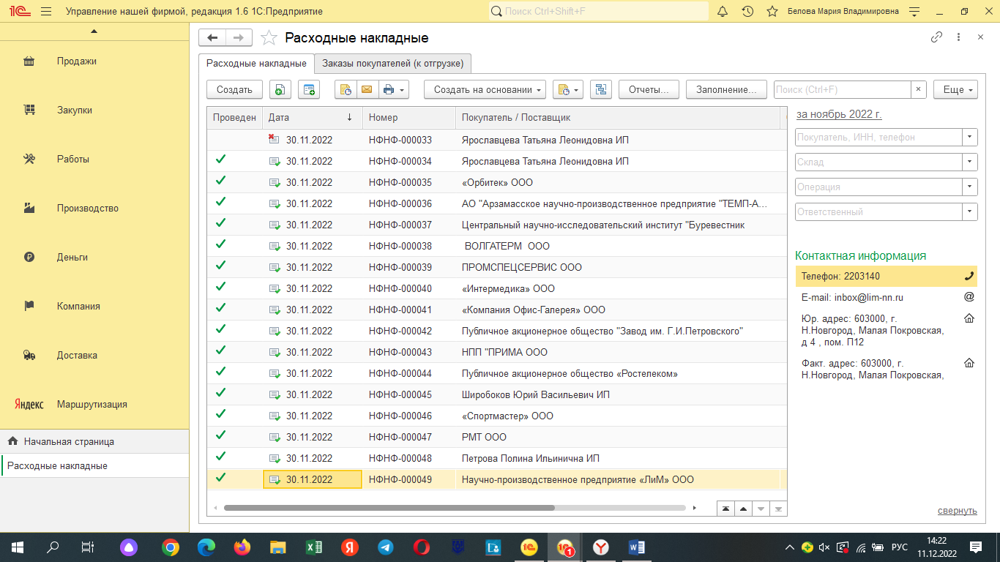 1С Управление нашей фирмой, редакция 1.6 1С:Предприятие
Поиск Ctrl+Shift+F
Белова Мария Владимировна
Продажи
Закупки
Работы
Производство
Деньги
Компания
Доставка
Яндекс Маршрутизация
Начальная страница
Расходные накладные
Расходные накладные
Расходные накладные Заказы покупателей (к отгрузке)
Создать Создать на основании Отчеты... Заполнение... Поиск (Ctrl+F) × Еще
Проведен Дата ↓ Номер Покупатель / Поставщик
30.11.2022 НФНФ-000033 Ярославцева Татьяна Леонидовна ИП
30.11.2022 НФНФ-000034 Ярославцева Татьяна Леонидовна ИП
30.11.2022 НФНФ-000035 «Орбитек» ООО
30.11.2022 НФНФ-000036 АО "Арзамасское научно-производственное предприятие "ТЕМП-А...
30.11.2022 НФНФ-000037 Центральный научно-исследовательский институт "Буревестник
30.11.2022 НФНФ-000038 ВОЛГАТЕРМ ООО
30.11.2022 НФНФ-000039 ПРОМСПЕЦСЕРВИС ООО
30.11.2022 НФНФ-000040 «Интермедика» ООО
30.11.2022 НФНФ-000041 «Компания Офис-Галерея» ООО
30.11.2022 НФНФ-000042 Публичное акционерное общество "Завод им. Г.И.Петровского"
30.11.2022 НФНФ-000043 НПП "ПРИМА ООО
30.11.2022 НФНФ-000044 Публичное акционерное общество «Ростелеком»
30.11.2022 НФНФ-000045 Широбоков Юрий Васильевич ИП
30.11.2022 НФНФ-000046 «Спортмастер» ООО
30.11.2022 НФНФ-000047 РМТ ООО
30.11.2022 НФНФ-000048 Петрова Полина Ильинична ИП
30.11.2022 НФНФ-000049 Научно-производственное предприятие «ЛиМ» ООО
за ноябрь 2022 г.
Покупатель, ИНН, телефон
Склад
Операция
Ответственный
Контактная информация
Телефон: 2203140
E-mail: inbox@lim-nn.ru @
Юр. адрес: 603000, г.
Н.Новгород, Малая Покровская,
д 4 , пом. П12
Факт. адрес: 603000, г.
Н.Новгород, Малая Покровская,
свернуть
РУС
14:22
11.12.2022